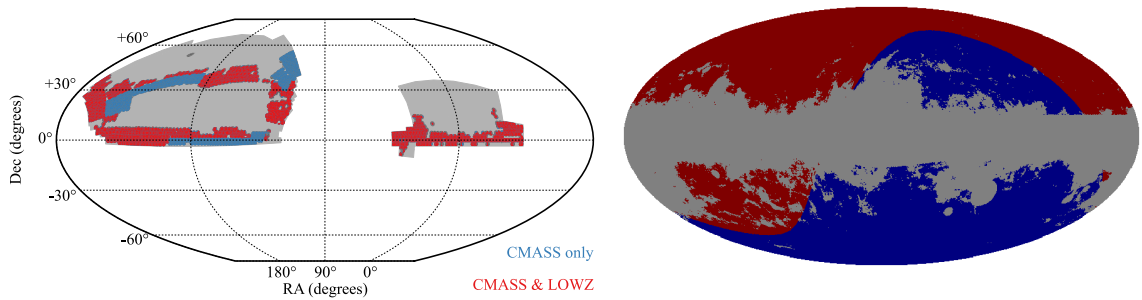 +60°
+30°
0°
-30°
-60°
Dec (degrees)
180° 90° 0°
RA (degrees)
CMASS only
CMASS & LOWZ